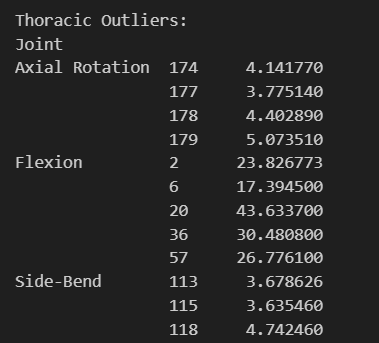 Thoracic Outliers:
Joint
Axial Rotation  174     4.141770
                177     3.775140
                178     4.402890
                179     5.073510
Flexion         2      23.826773
                6      17.394500
                20     43.633700
                36     30.480800
                57     26.776100
Side-Bend       113     3.678626
                115     3.635460
                118     4.742460